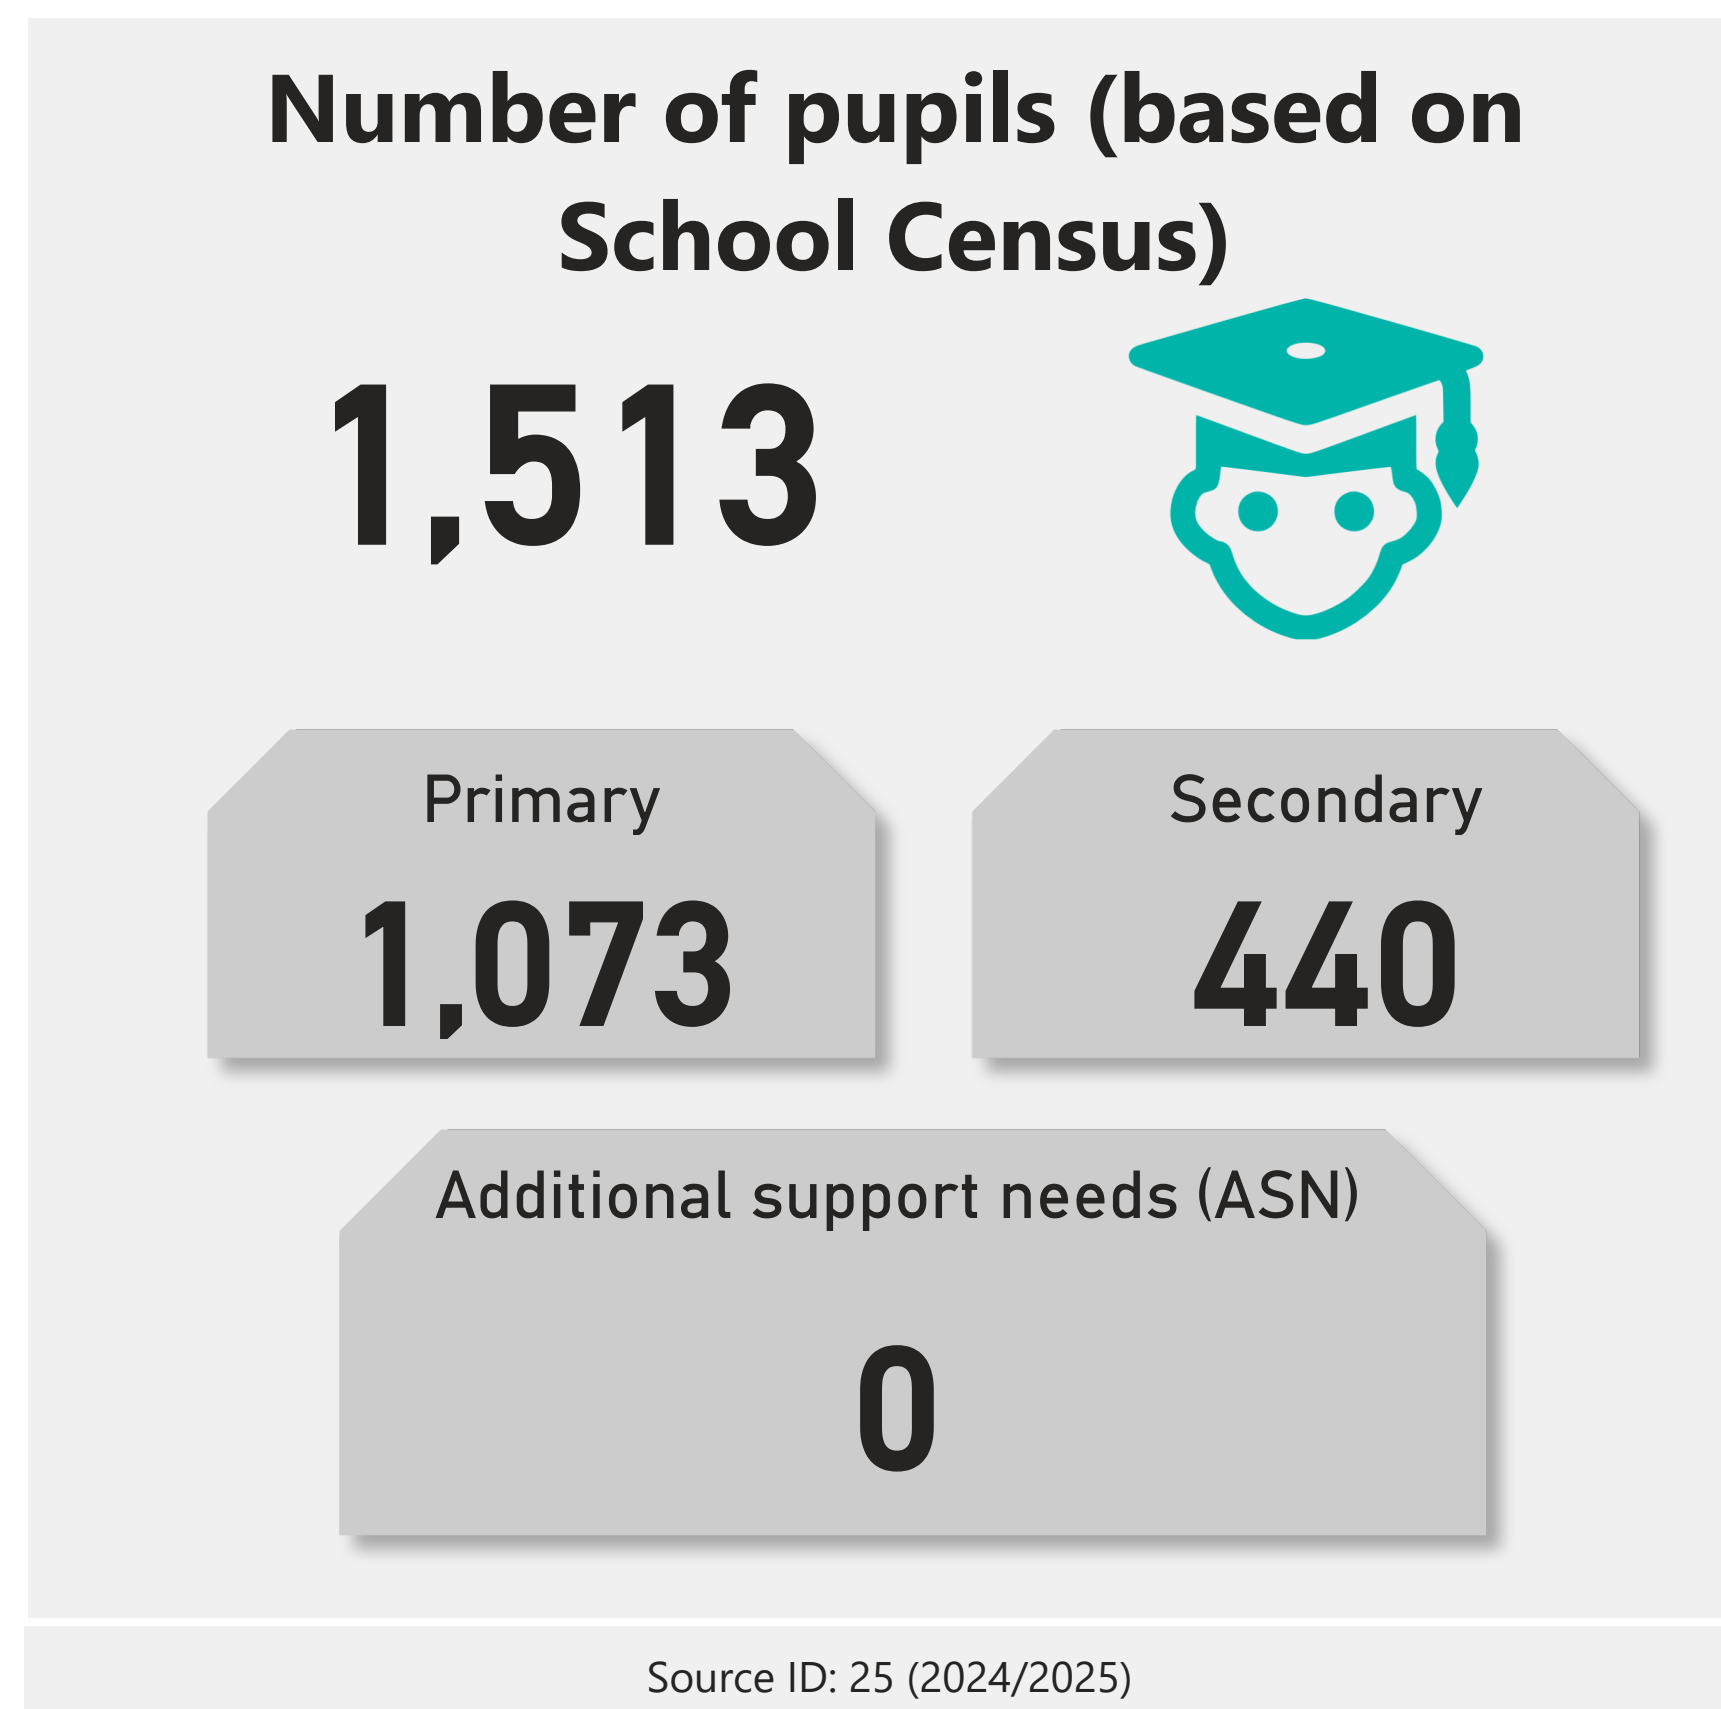 Number of pupils (based on
School Census)
1,513
Primary
1,073
Secondary
440
Additional support needs (ASN)
0
Source ID: 25 (2024/2025)